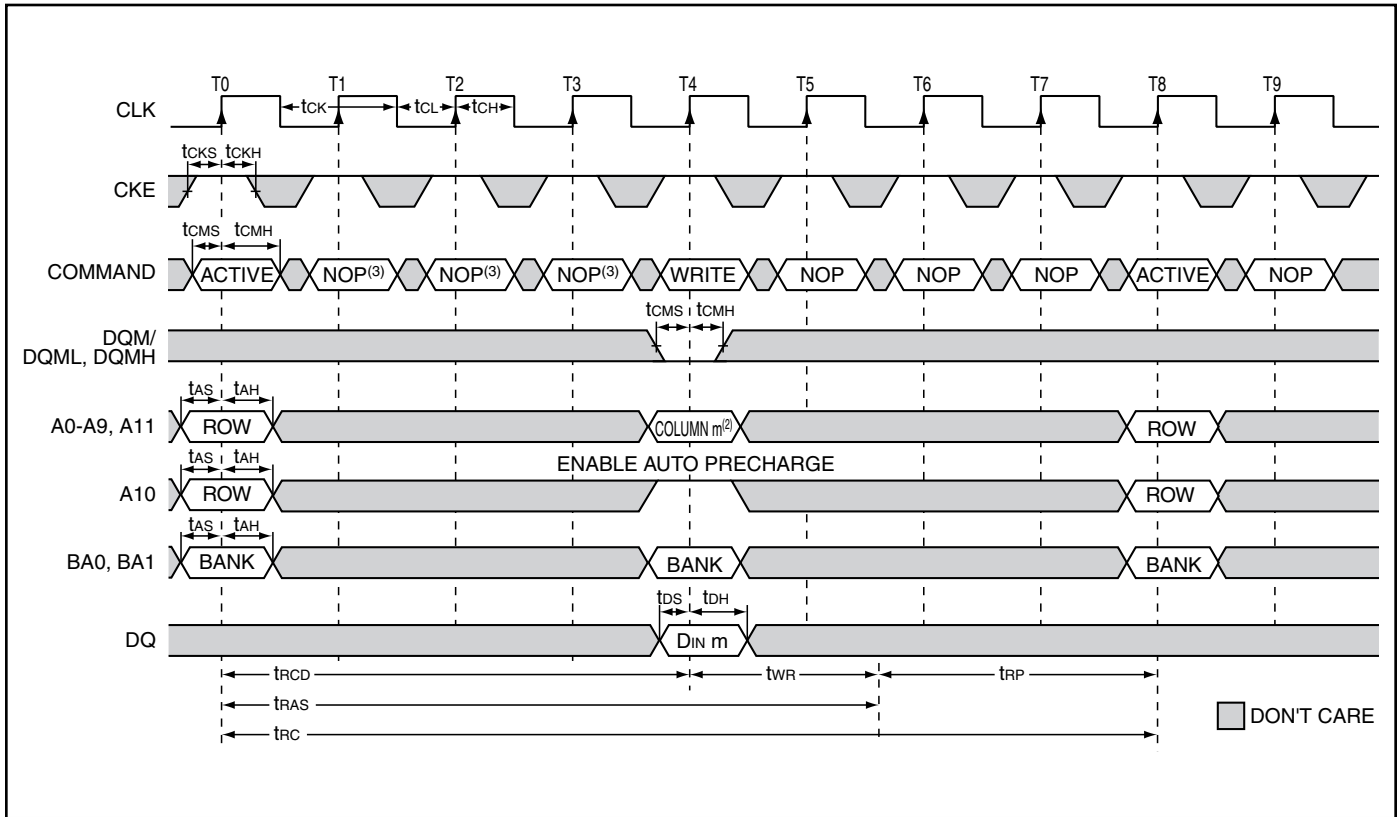 T0 T1 T2 T3 T4 T5 T6 T7 T8 T9
CLK
tCK tCL tCH
tCKS tCKH
CKE
tCMS tCMH
COMMAND ACTIVE NOP(3) NOP(3) NOP(3) WRITE NOP NOP NOP ACTIVE NOP
tCMS tCMH
DQM/
DQML, DQMH
tAS tAH
A0-A9, A11 ROW COLUMN m(2) ROW
ENABLE AUTO PRECHARGE
tAS tAH
A10 ROW ROW
tAS tAH
BA0, BA1 BANK BANK BANK
tDS tDH
DQ DIN m
tRCD tWR tRP
tRAS
tRC
DON'T CARE